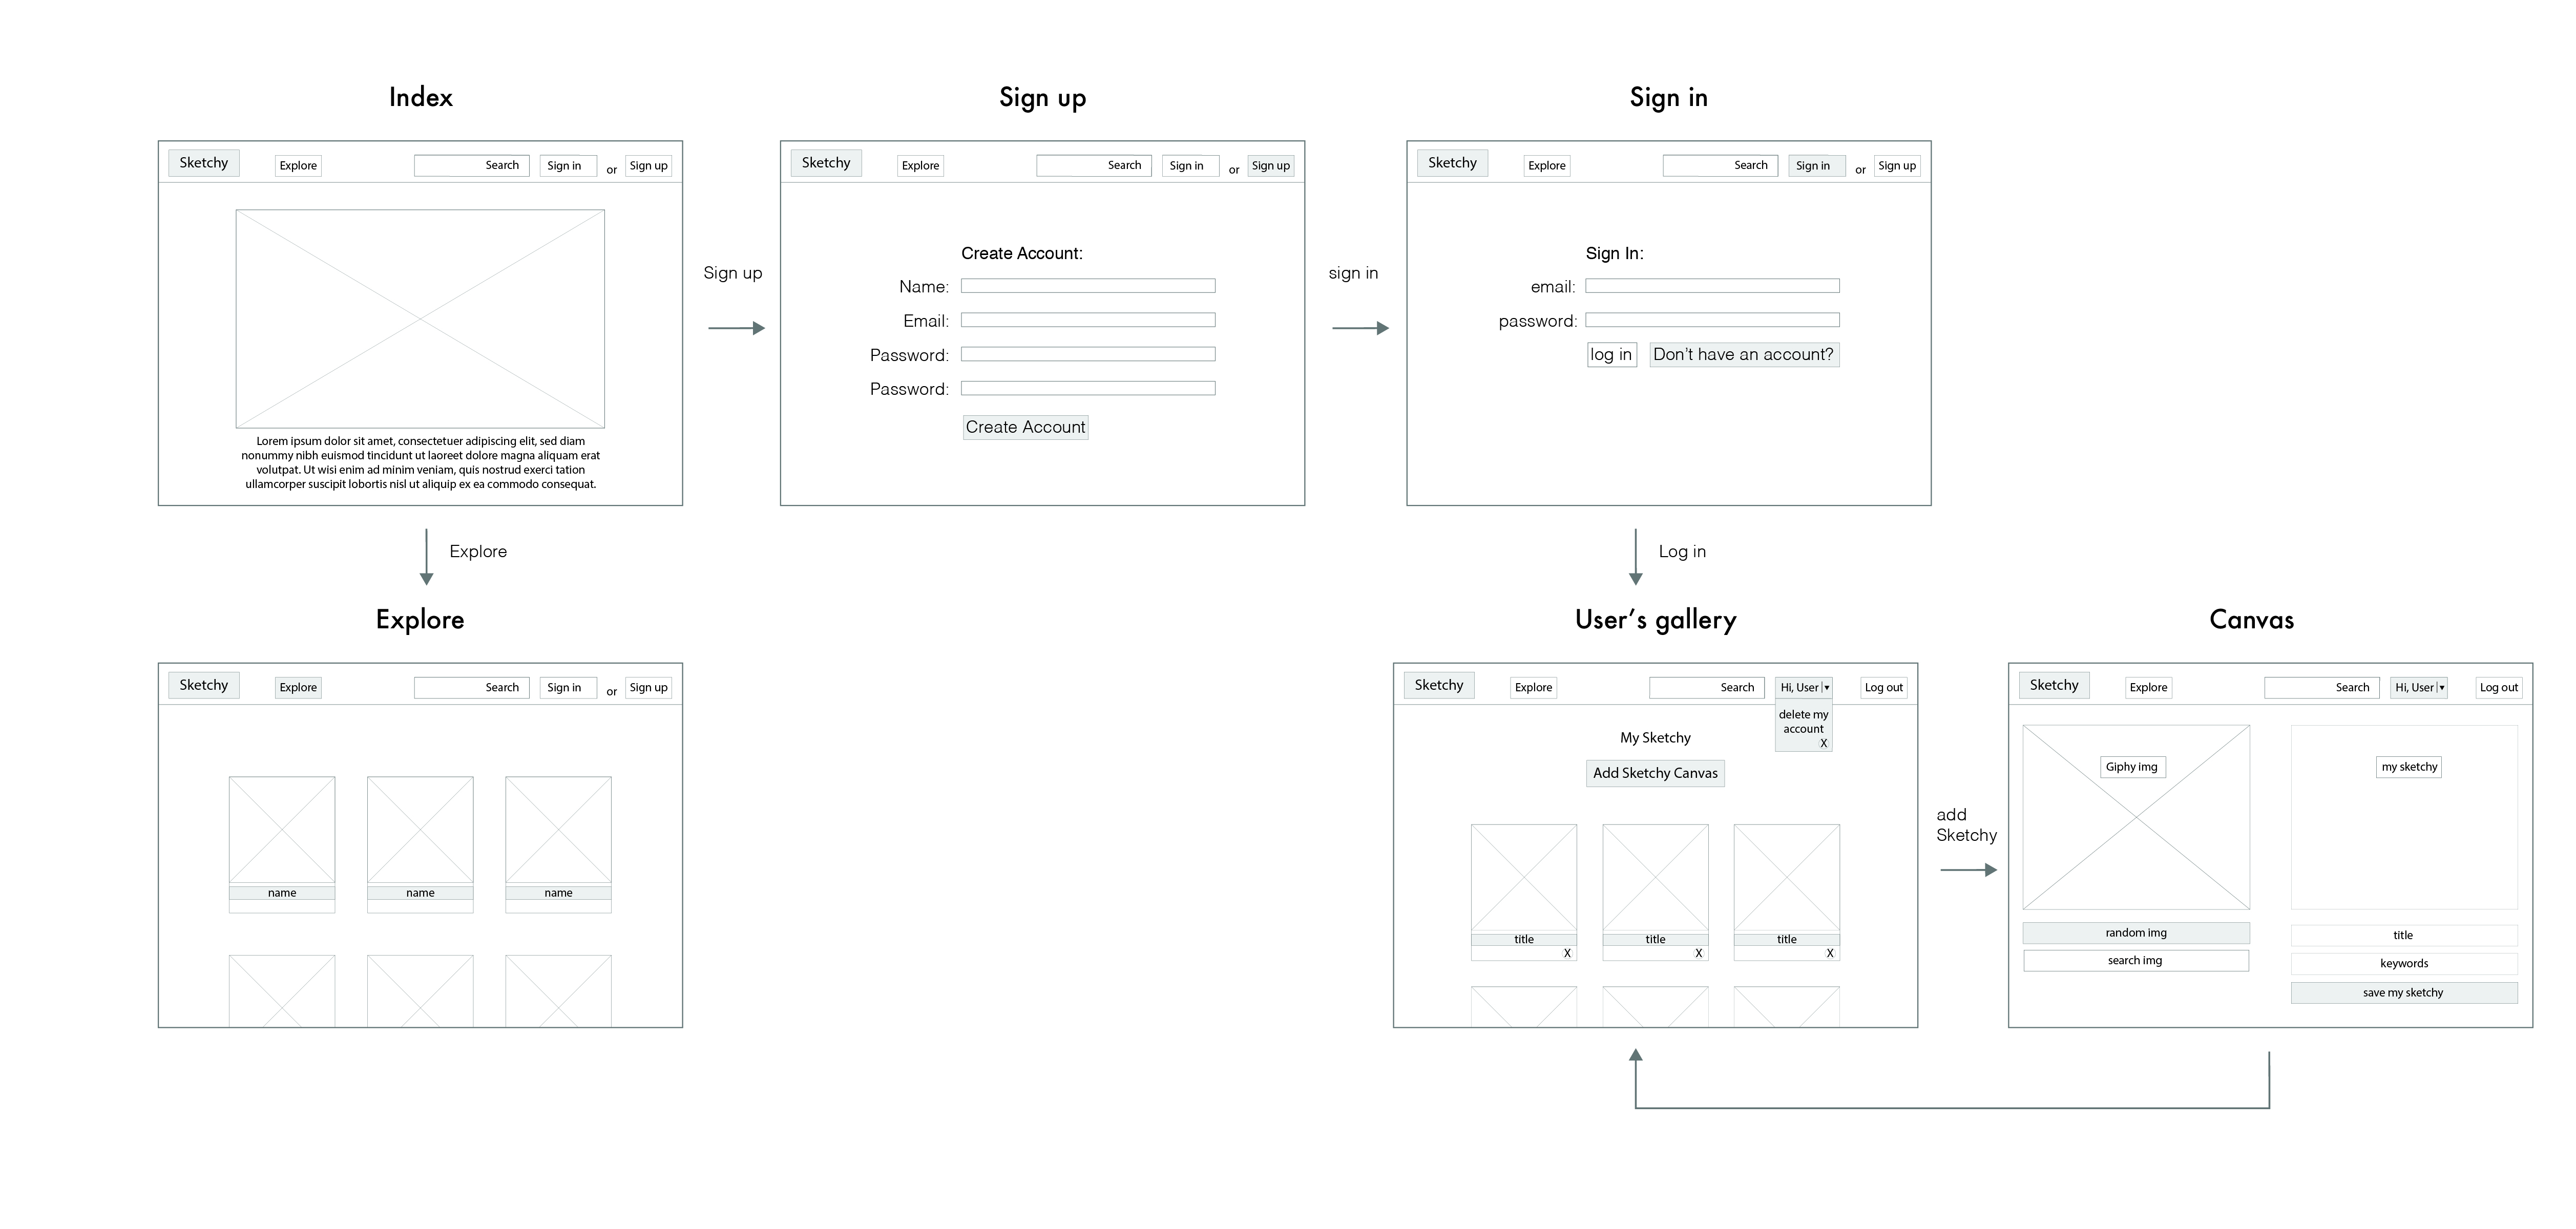 Index
Sketchy
Explore
Search
Sign in
or
Sign up
Lorem ipsum dolor sit amet, consectetuer adipiscing elit, sed diam
nonummy nibh euismod tincidunt ut laoreet dolore magna aliquam erat
volutpat. Ut wisi enim ad minim veniam, quis nostrud exerci tation
ullamcorper suscipit lobortis nisl ut aliquip ex ea commodo consequat.
Sign up
Sign up
Sketchy
Explore
Search
Sign in
or
Sign up
Create Account:
Name:
Email:
Password:
Password:
Create Account
sign in
Sign in
Sketchy
Explore
Search
Sign in
or
Sign up
Sign In:
email:
password:
log in
Don't have an account?
Explore
Explore
Sketchy
Explore
Search
Sign in
or
Sign up
name
name
name
Log in
User's gallery
Sketchy
Explore
Search
Hi, User
Log out
delete my
account
X
My Sketchy
Add Sketchy Canvas
title
title
title
X
X
X
add
Sketchy
Canvas
Sketchy
Explore
Search
Hi, User
Log out
Giphy img
my sketchy
random img
search img
title
keywords
save my sketchy